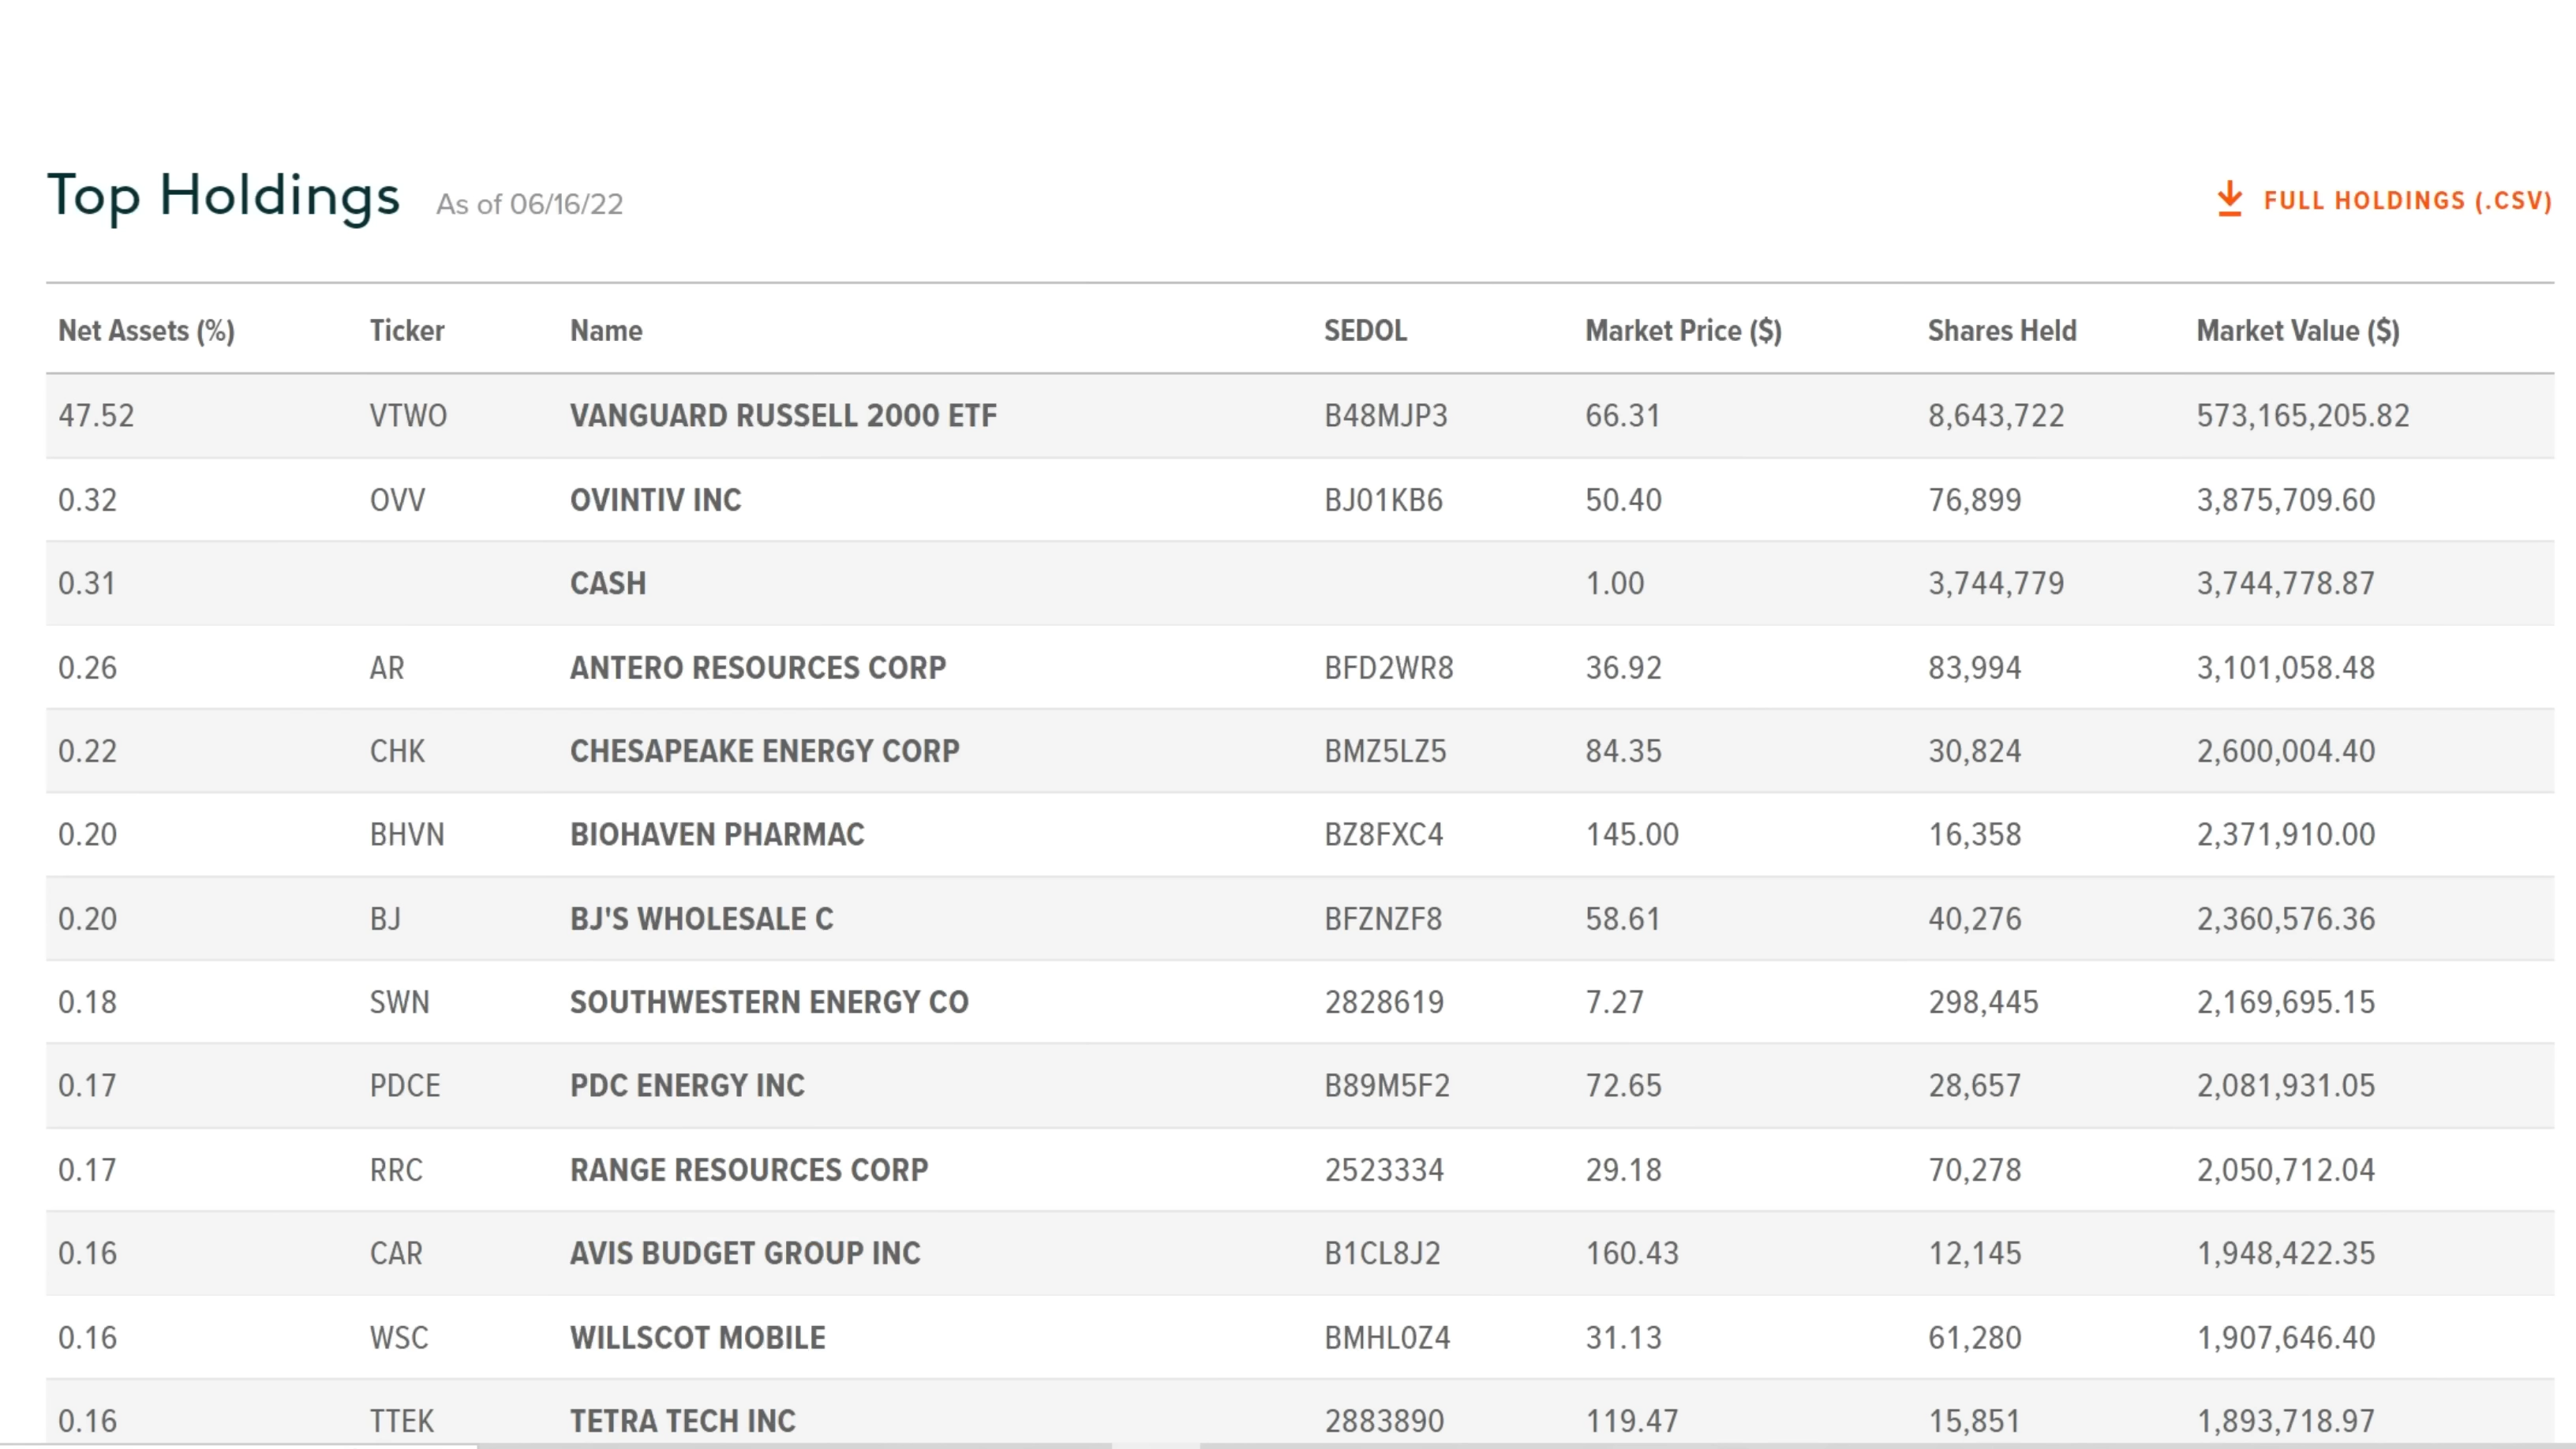 Top Holdings As of 06/16/22 FULL HOLDINGS (.CSV)
Net Assets (%) Ticker Name SEDOL Market Price ($) Shares Held Market Value ($)
47.52 VTWO VANGUARD RUSSELL 2000 ETF B48MJP3 66.31 8,643,722 573,165,205.82
0.32 OVV OVINTIV INC BJ01KB6 50.40 76,899 3,875,709.60
0.31 CASH 1.00 3,744,779 3,744,778.87
0.26 AR ANTERO RESOURCES CORP BFD2WR8 36.92 83,994 3,101,058.48
0.22 CHK CHESAPEAKE ENERGY CORP BMZ5LZ5 84.35 30,824 2,600,004.40
0.20 BHVN BIOHAVEN PHARMAC BZ8FXC4 145.00 16,358 2,371,910.00
0.20 BJ BJ'S WHOLESALE C BFZNZF8 58.61 40,276 2,360,576.36
0.18 SWN SOUTHWESTERN ENERGY CO 2828619 7.27 298,445 2,169,695.15
0.17 PDCE PDC ENERGY INC B89M5F2 72.65 28,657 2,081,931.05
0.17 RRC RANGE RESOURCES CORP 2523334 29.18 70,278 2,050,712.04
0.16 CAR AVIS BUDGET GROUP INC B1CL8J2 160.43 12,145 1,948,422.35
0.16 WSC WILLSCOT MOBILE BMHL0Z4 31.13 61,280 1,907,646.40
0.16 TTEK TETRA TECH INC 2883890 119.47 15,851 1,893,718.97